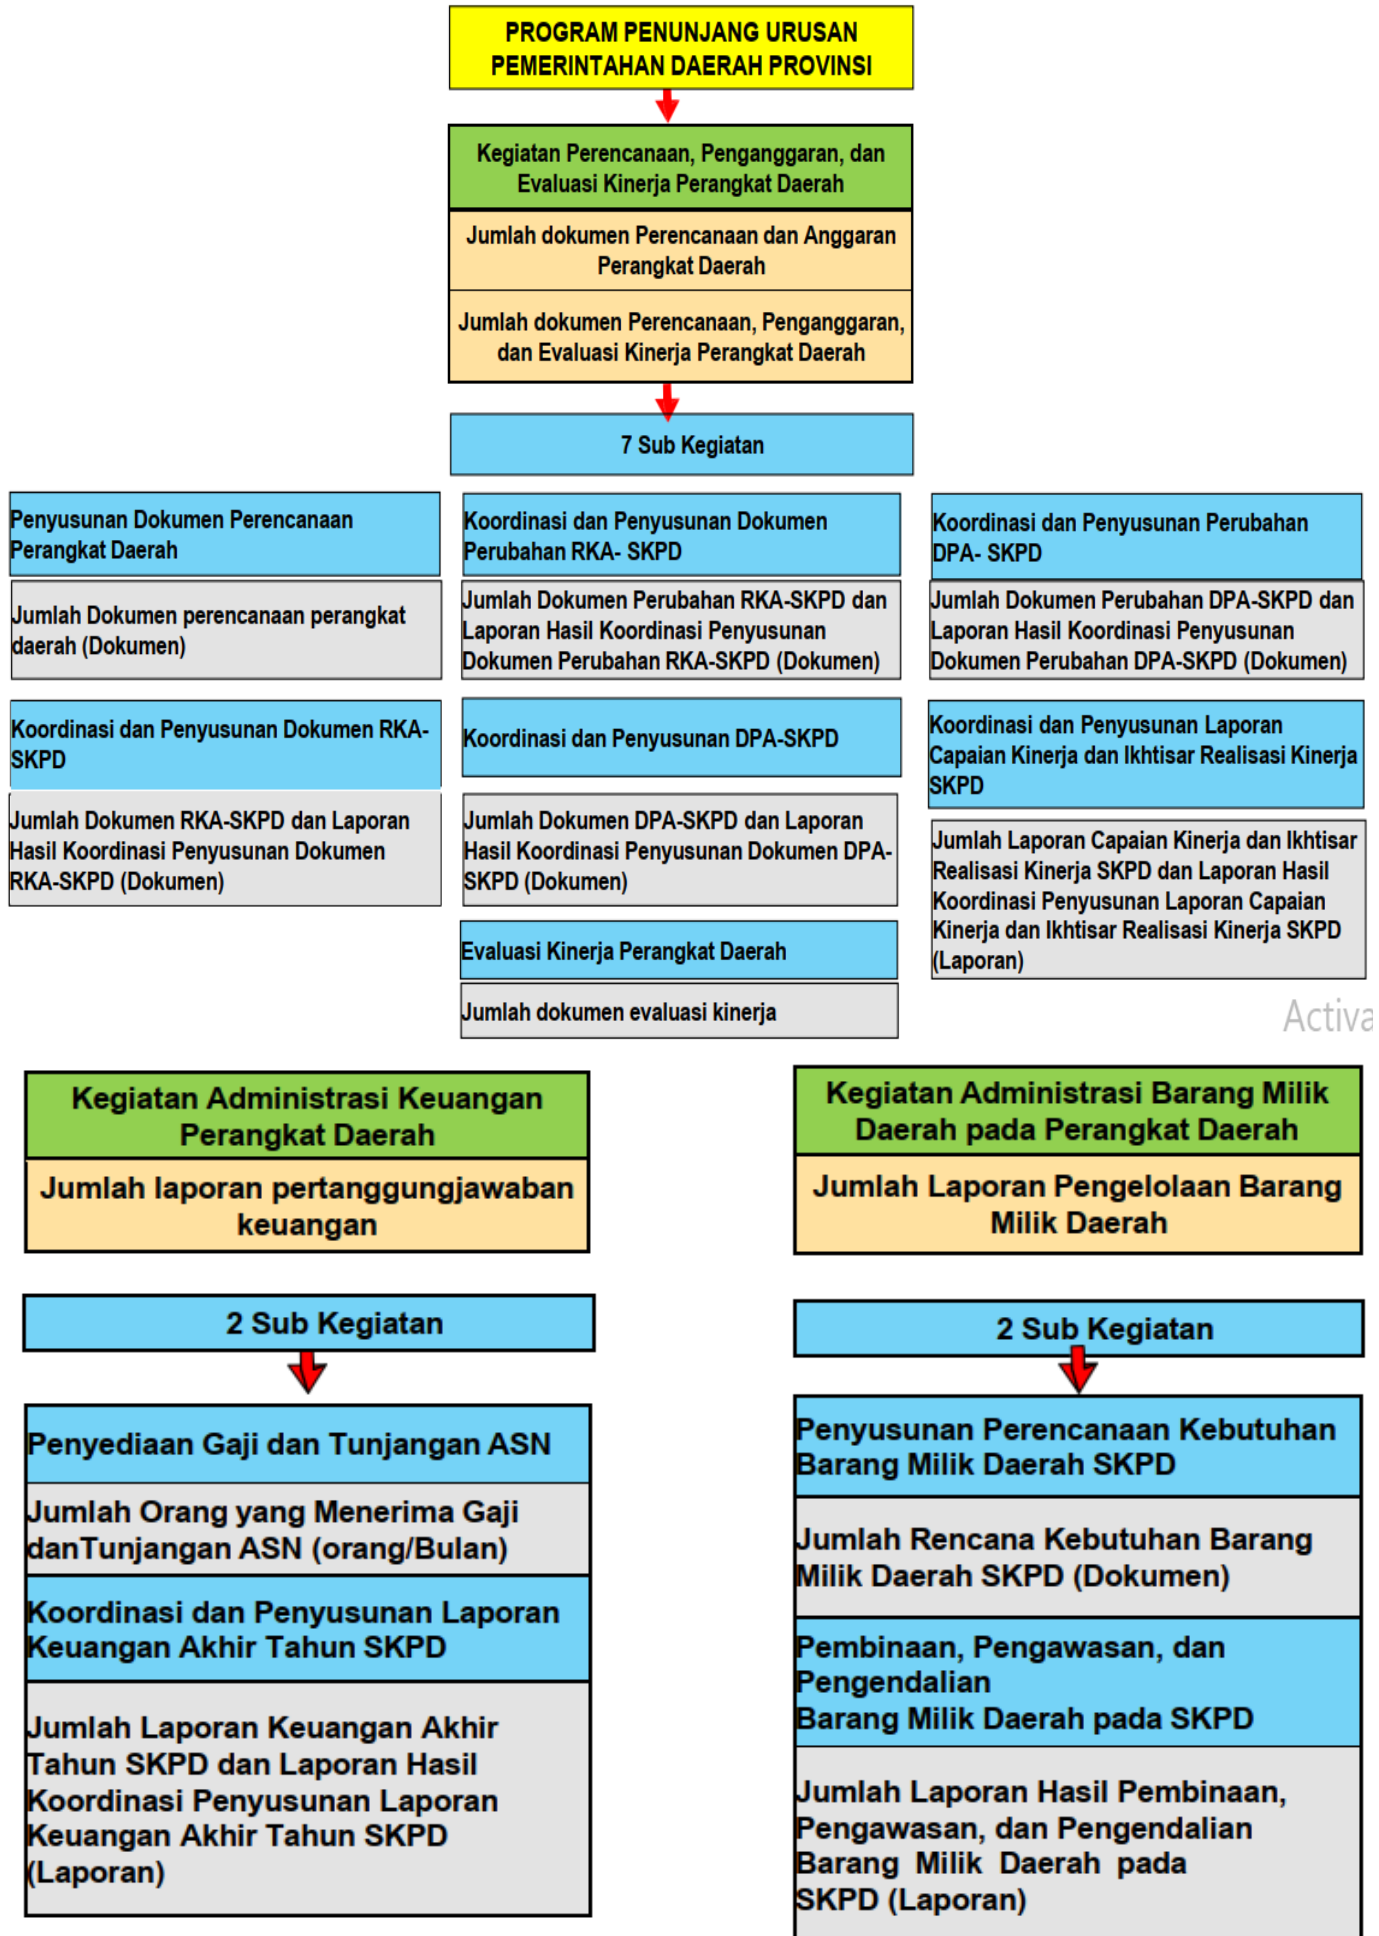 PROGRAM PENUNJANG URUSAN
PEMERINTAHAN DAERAH PROVINSI
Kegiatan Perencanaan, Penganggaran, dan
Evaluasi Kinerja Perangkat Daerah
Jumlah dokumen Perencanaan dan Anggaran
Perangkat Daerah
Jumlah dokumen Perencanaan, Penganggaran,
dan Evaluasi Kinerja Perangkat Daerah
7 Sub Kegiatan
Penyusunan Dokumen Perencanaan
Perangkat Daerah
Jumlah Dokumen perencanaan perangkat
daerah (Dokumen)
Koordinasi dan Penyusunan Dokumen
Perubahan RKA- SKPD
Jumlah Dokumen Perubahan RKA-SKPD dan
Laporan Hasil Koordinasi Penyusunan
Dokumen Perubahan RKA-SKPD (Dokumen)
Koordinasi dan Penyusunan Perubahan
DPA- SKPD
Jumlah Dokumen Perubahan DPA-SKPD dan
Laporan Hasil Koordinasi Penyusunan
Dokumen Perubahan DPA-SKPD (Dokumen)
Koordinasi dan Penyusunan Dokumen RKA-
SKPD
Jumlah Dokumen RKA-SKPD dan Laporan
Hasil Koordinasi Penyusunan Dokumen
RKA-SKPD (Dokumen)
Koordinasi dan Penyusunan DPA-SKPD
Jumlah Dokumen DPA-SKPD dan Laporan
Hasil Koordinasi Penyusunan Dokumen DPA-
SKPD (Dokumen)
Koordinasi dan Penyusunan Laporan
Capaian Kinerja dan Ikhtisar Realisasi Kinerja
SKPD
Jumlah Laporan Capaian Kinerja dan Ikhtisar
Realisasi Kinerja SKPD dan Laporan Hasil
Koordinasi Penyusunan Laporan Capaian
Kinerja dan Ikhtisar Realisasi Kinerja SKPD
(Laporan)
Evaluasi Kinerja Perangkat Daerah
Jumlah dokumen evaluasi kinerja
Activa
Kegiatan Administrasi Keuangan
Perangkat Daerah
Jumlah laporan pertanggungjawaban
keuangan
2 Sub Kegiatan
Penyediaan Gaji dan Tunjangan ASN
Jumlah Orang yang Menerima Gaji
danTunjangan ASN (orang/Bulan)
Koordinasi dan Penyusunan Laporan
Keuangan Akhir Tahun SKPD
Jumlah Laporan Keuangan Akhir
Tahun SKPD dan Laporan Hasil
Koordinasi Penyusunan Laporan
Keuangan Akhir Tahun SKPD
(Laporan)
Kegiatan Administrasi Barang Milik
Daerah pada Perangkat Daerah
Jumlah Laporan Pengelolaan Barang
Milik Daerah
2 Sub Kegiatan
Penyusunan Perencanaan Kebutuhan
Barang Milik Daerah SKPD
Jumlah Rencana Kebutuhan Barang
Milik Daerah SKPD (Dokumen)
Pembinaan, Pengawasan, dan
Pengendalian
Barang Milik Daerah pada SKPD
Jumlah Laporan Hasil Pembinaan,
Pengawasan, dan Pengendalian
Barang Milik Daerah pada
SKPD (Laporan)